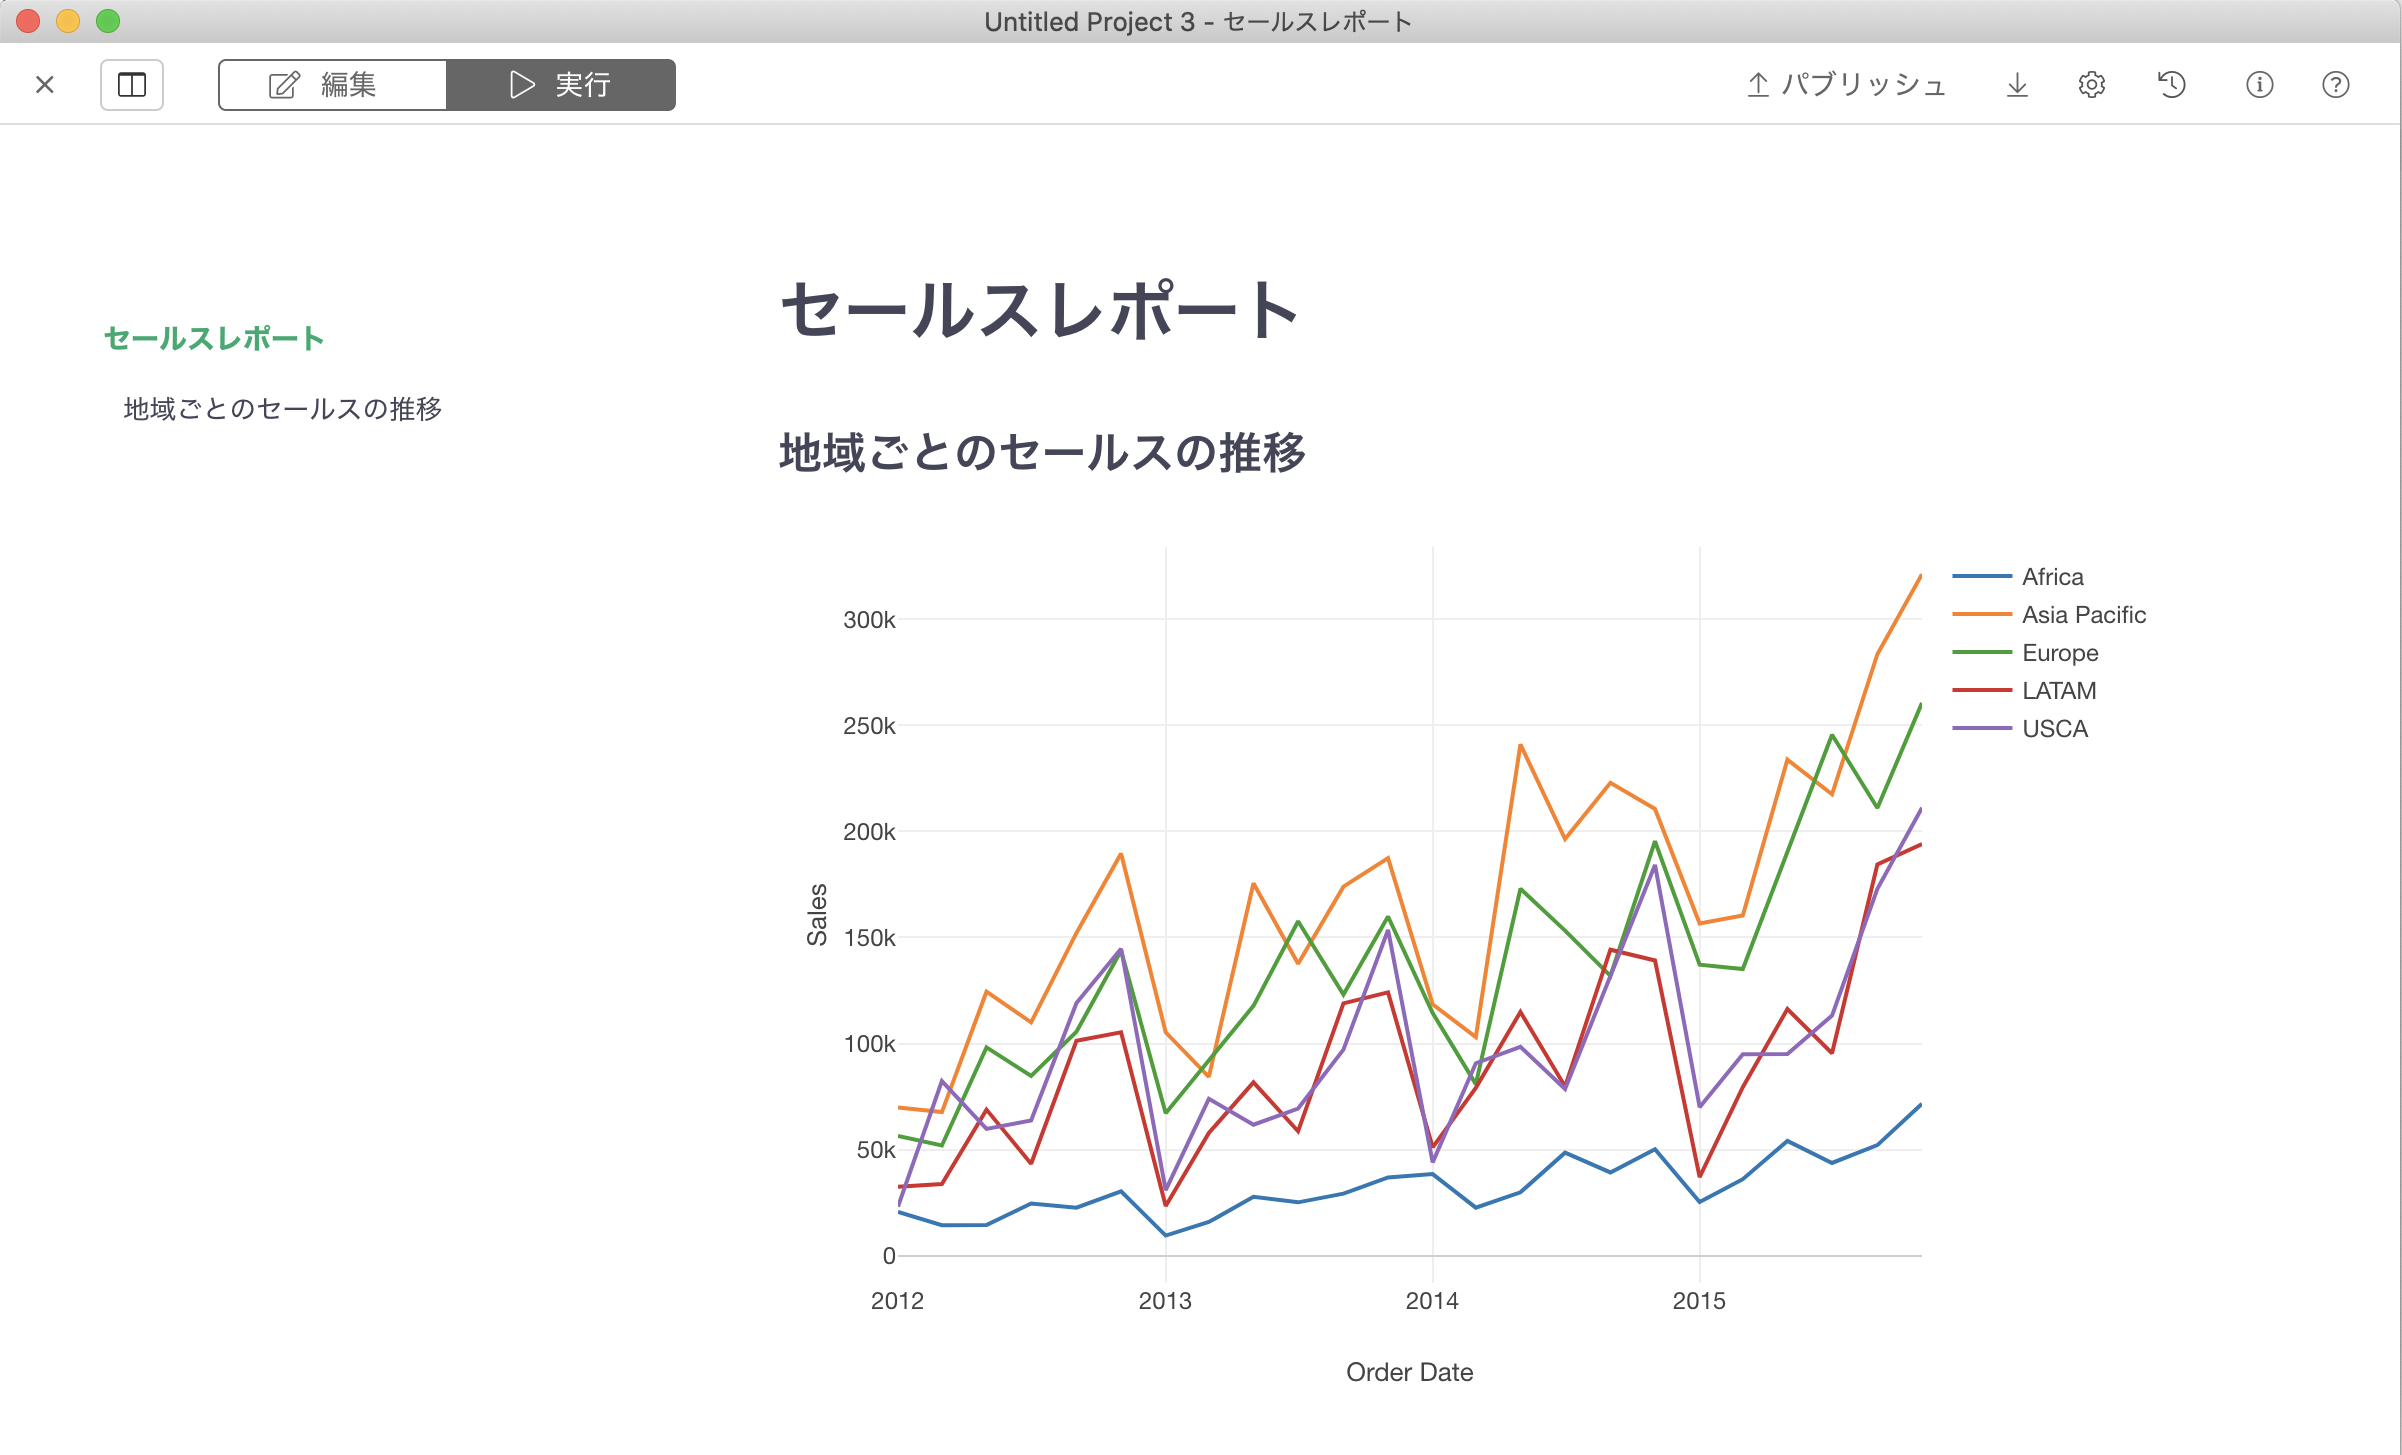 Untitled Project 3 - セールスレポート
編集
実行
パブリッシュ
セールスレポート
地域ごとのセールスの推移
セールスレポート
地域ごとのセールスの推移
Africa
Asia Pacific
Europe
LATAM
USCA
300k
250k
200k
150k
100k
50k
0
Sales
2012 2013 2014 2015
Order Date